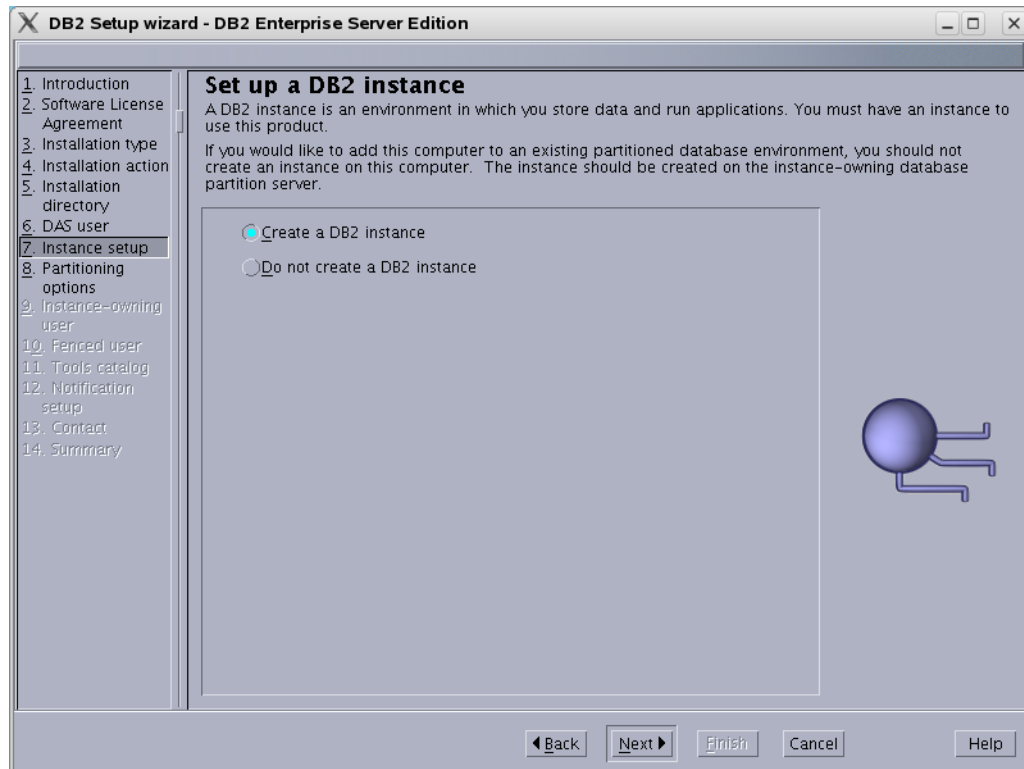 DB2 Setup wizard - DB2 Enterprise Server Edition
1. Introduction
2. Software License
Agreement
3. Installation type
4. Installation action
5. Installation
directory
6. DAS user
7. Instance setup
8. Partitioning
options
9. Instance-owning
user
10. Fenced user
11. Tools catalog
12. Notification
setup
13. Contact
14. Summary
Set up a DB2 instance
A DB2 instance is an environment in which you store data and run applications. You must have an instance to
use this product.
If you would like to add this computer to an existing partitioned database environment, you should not
create an instance on this computer. The instance should be created on the instance-owning database
partition server.
Create a DB2 instance
Do not create a DB2 instance
Back
Next
Finish
Cancel
Help